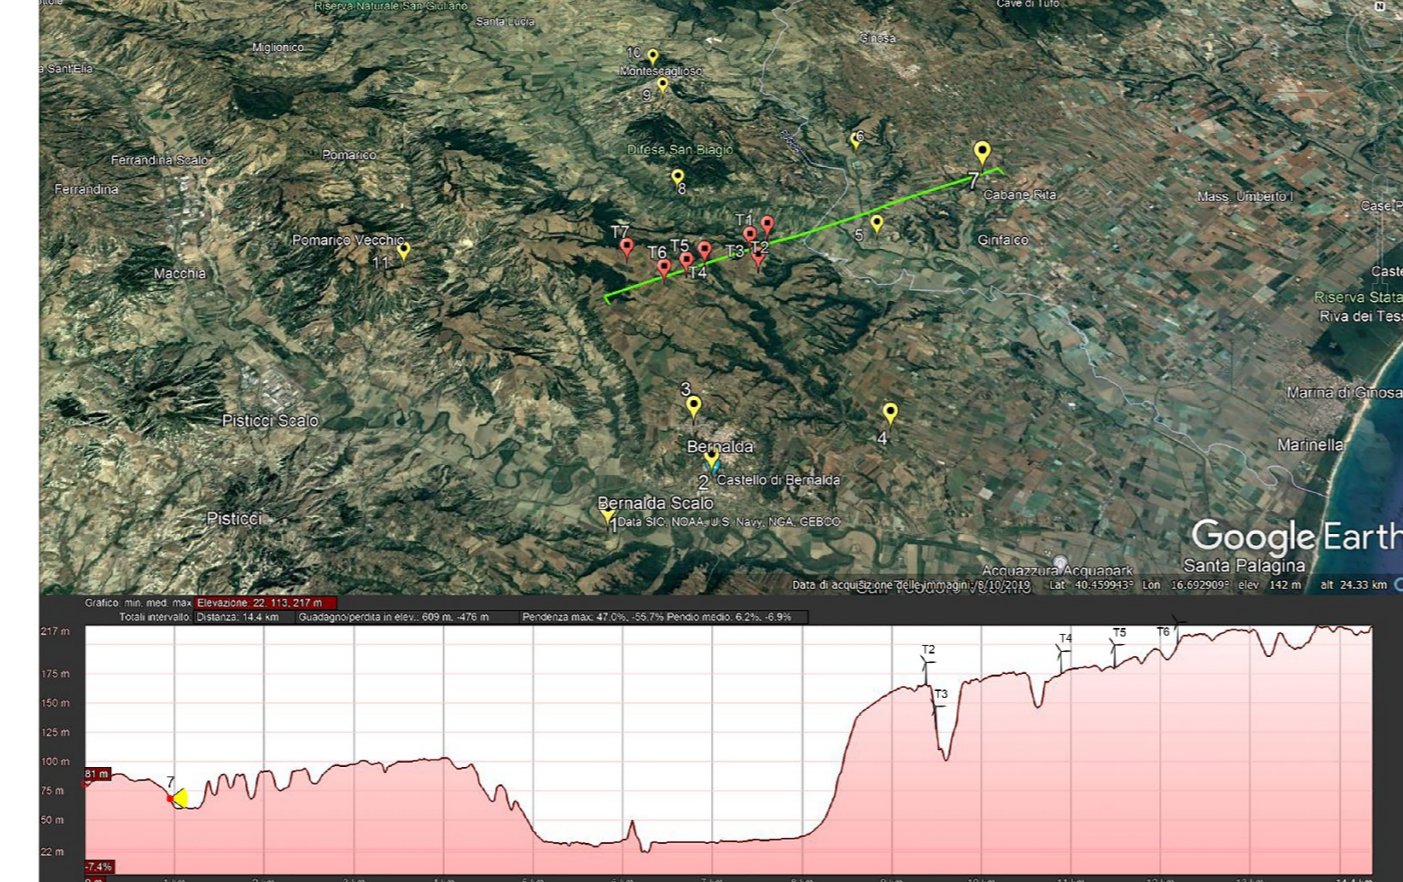 Riserva Naturale San Giuliano
Cave di Tufo
N
Santa Lucia
Ginosa
Miglionico
10
a Sant'Elia
Montescaglioso
9
6
Difesa San Biagio
Ferrandina Scalo
Pomarico
7
Ferrandina
8
Cabane Rita
Mass. Umberto I
Case P
T1
T7
5
Pomarico Vecchio
T6
T5
T3
T2
Ginfalco
11
Macchia
T4
Caste
Riserva Stata
Riva dei Tess
3
Marina di Ginosa
Pisticci Scalo
4
Bernalda
Marinella
2
Castello di Bernalda
Bernalda Scalo
1
Data SIO, NOAA, U.S. Navy, NGA, GEBCO
Pisticci
Google Earth
Acquazzura Acquapark
Santa Palagina
Data di acquisizione delle immagini: 8/10/2019 Lat 40.459943° Lon 16.692909° elev 142 m alt 24.33 km
Grafico: min. med. max Elevazione: 22, 113, 217 m
Totali intervallo: Distanza: 14.4 km Guadagno/perdita in elev.: 609 m, -476 m Pendenza max: 47.0%, -55.7% Pendio medio: 6.2%, -6.9%
217 m
T2
T4
T5
T6
175 m
T3
150 m
125 m
100 m
81 m
7
75 m
50 m
22 m
-7.4%